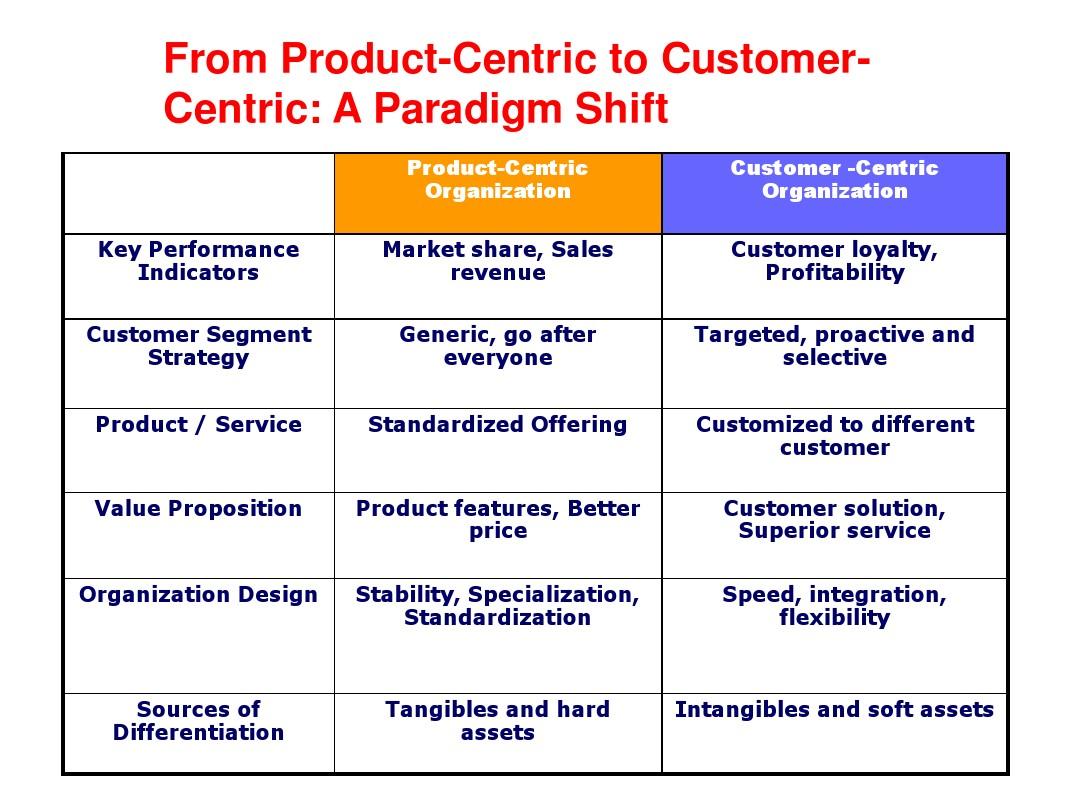 From Product-Centric to Customer-
Centric: A Paradigm Shift
Product-Centric
Organization
Customer -Centric
Organization
Key Performance
Indicators
Market share, Sales
revenue
Customer loyalty,
Profitability
Customer Segment
Strategy
Generic, go after
everyone
Targeted, proactive and
selective
Product / Service
Standardized Offering
Customized to different
customer
Value Proposition
Product features, Better
price
Customer solution,
Superior service
Organization Design
Stability, Specialization,
Standardization
Speed, integration,
flexibility
Sources of
Differentiation
Tangibles and hard
assets
Intangibles and soft assets